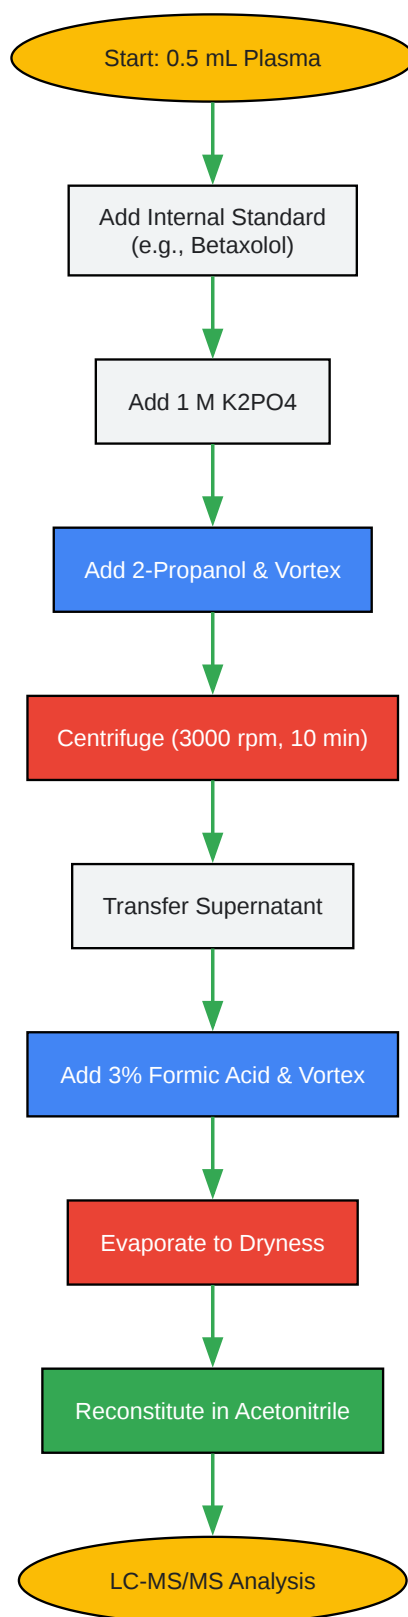 Start: 0.5 mL Plasma
Add Internal Standard
(e.g., Betaxolol)
Add 1 M K2PO4
Add 2-Propanol & Vortex
Centrifuge (3000 rpm, 10 min)
Transfer Supernatant
Add 3% Formic Acid & Vortex
Evaporate to Dryness
Reconstitute in Acetonitrile
LC-MS/MS Analysis